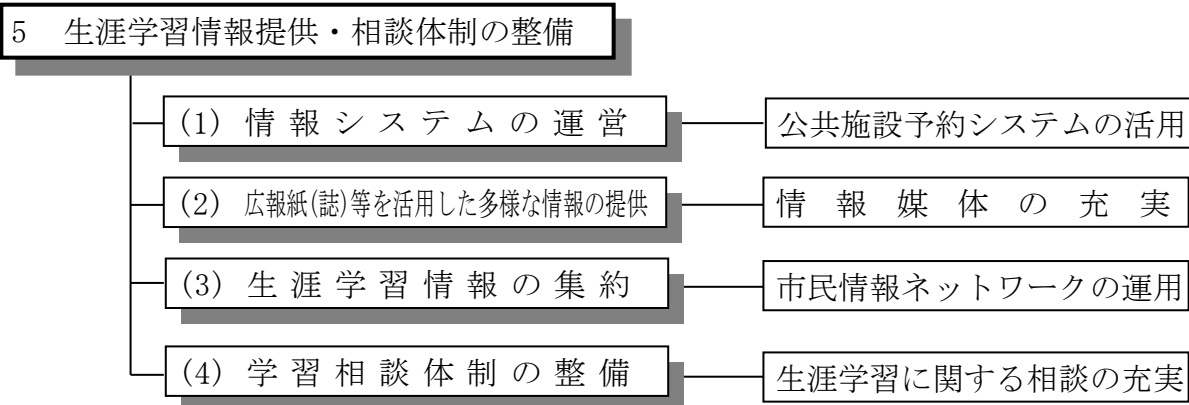 5 生涯学習情報提供・相談体制の整備
(1) 情報システムの運営
公共施設予約システムの活用
(2) 広報紙(誌)等を活用した多様な情報の提供
情報媒体の充実
(3) 生涯学習情報の集約
市民情報ネットワークの運用
(4) 学習相談体制の整備
生涯学習に関する相談の充実